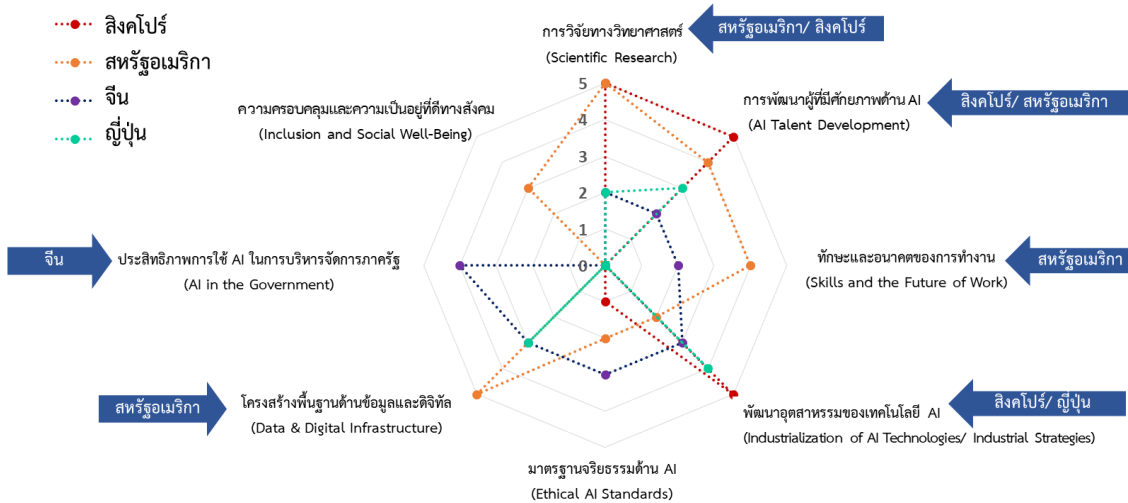 สิงคโปร์
สหรัฐอเมริกา
จีน
ญี่ปุ่น
การวิจัยทางวิทยาศาสตร์
(Scientific Research)
สหรัฐอเมริกา/ สิงคโปร์
ความครอบคลุมและความเป็นอยู่ที่ดีทางสังคม
(Inclusion and Social Well-Being)
การพัฒนาผู้ที่มีศักยภาพด้าน AI
(AI Talent Development)
สิงคโปร์/ สหรัฐอเมริกา
5
4
3
2
1
0
จีน
ประสิทธิภาพการใช้ AI ในการบริหารจัดการภาครัฐ
(AI in the Government)
ทักษะและอนาคตของการทำงาน
(Skills and the Future of Work)
สหรัฐอเมริกา
สหรัฐอเมริกา
โครงสร้างพื้นฐานด้านข้อมูลและดิจิทัล
(Data & Digital Infrastructure)
พัฒนาอุตสาหรรมของเทคโนโลยี AI
(Industrialization of AI Technologies/ Industrial Strategies)
สิงคโปร์/ ญี่ปุ่น
มาตรฐานจริยธรรมด้าน AI
(Ethical AI Standards)